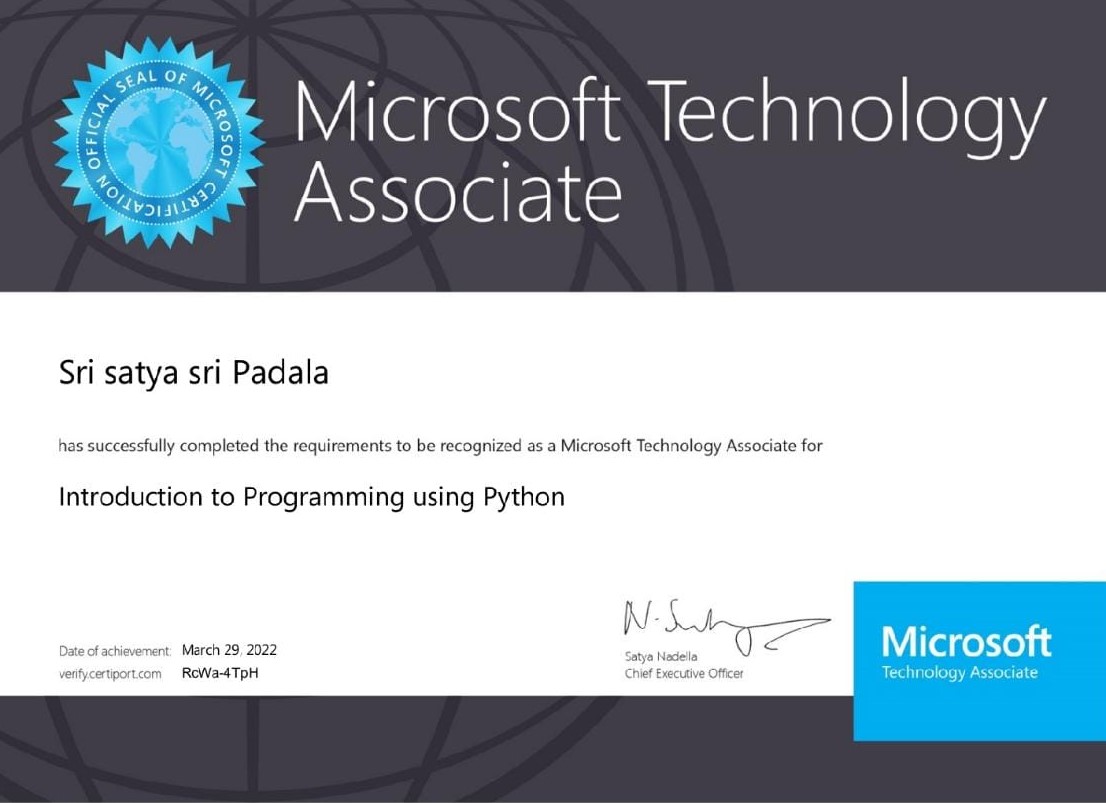 OFFICIAL SEAL OF MICROSOFT CERTIFICATION
Microsoft Technology
Associate
Sri satya sri Padala
has successfully completed the requirements to be recognized as a Microsoft Technology Associate for
Introduction to Programming using Python
Date of achievement: March 29, 2022
verify.certiport.com RcWa-4TpH
N. Satya
Satya Nadella
Chief Executive Officer
Microsoft
Technology Associate